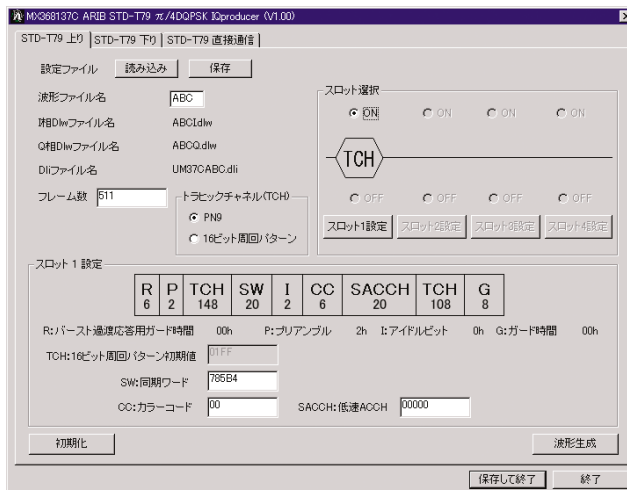 MX368137C ARIB STD-T79 π/4DQPSK IQproducer (V1.00)
STD-T79 上り STD-T79 下り STD-T79 直接通信
設定ファイル 読み込み 保存
波形ファイル名 ABC
I相Dlwファイル名 ABCI.dlw
Q相Dlwファイル名 ABCQ.dlw
Dliファイル名 UM37CABC.dli
フレーム数 511
トラヒックチャネル(TCH)
PN9
16ビット周回パターン
スロット選択
ON ON ON ON
TCH
OFF OFF OFF OFF
スロット1設定 スロット2設定 スロット3設定 スロット4設定
スロット 1 設定
R P TCH SW I CC SACCH TCH G
6 2 148 20 2 6 20 108 8
R:バースト過渡応答用ガード時間 00h P:プリアンブル 2h I:アイドルビット 0h G:ガード時間 00h
TCH:16ビット周回パターン初期値 01FF
SW:同期ワード 785B4
CC:カラーコード 00 SACCH:低速ACCH 00000
初期化 波形生成
保存して終了 終了